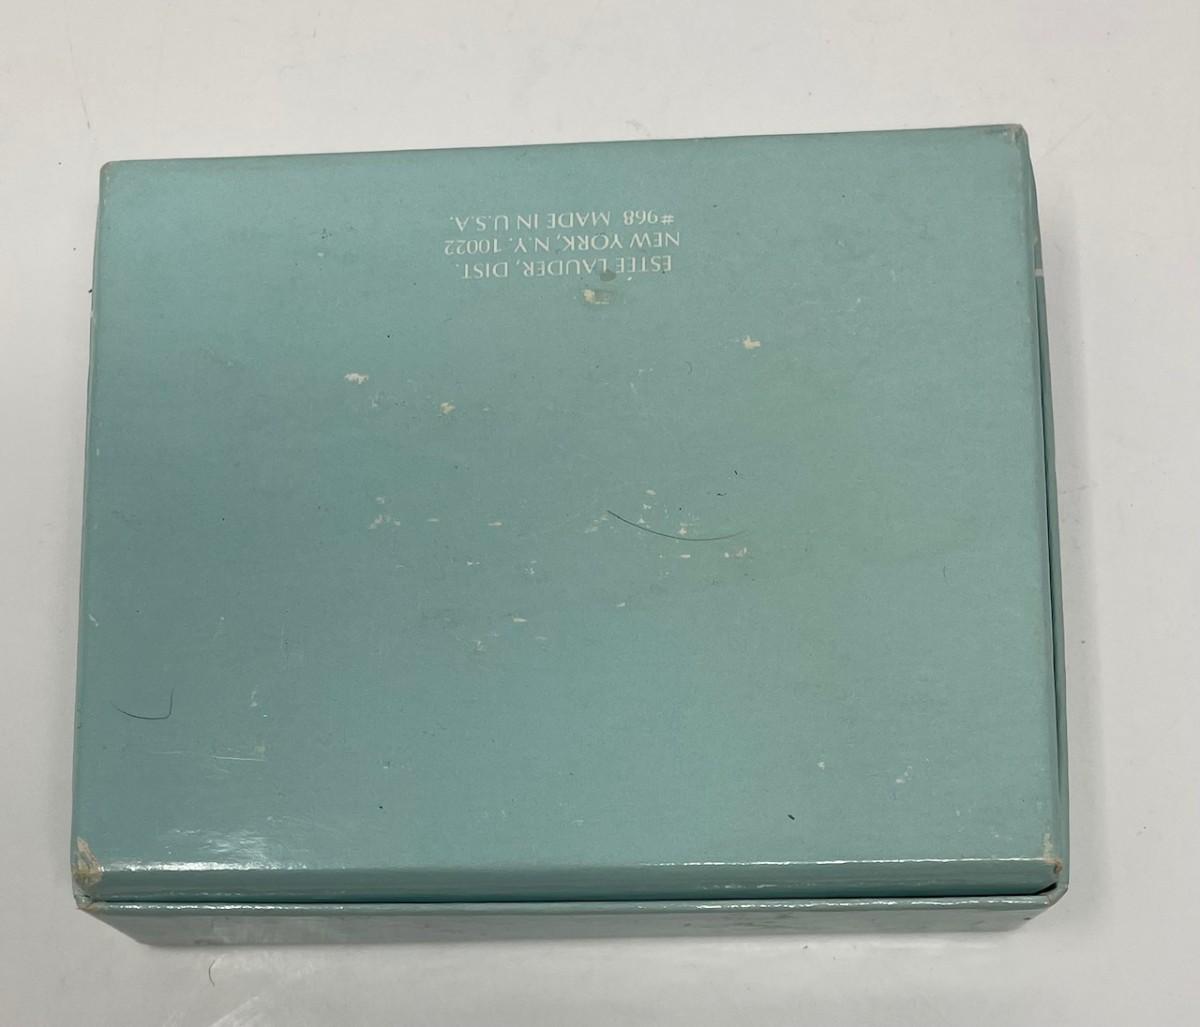 ESTĒE LAUDER, DIST.
NEW YORK, N.Y. 10022
#968 MADE IN U.S.A.